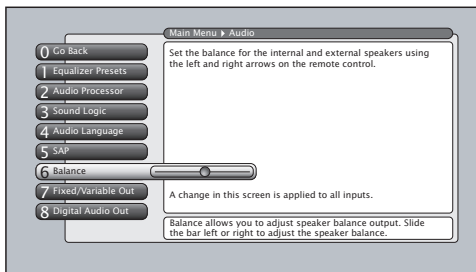 Main Menu ▸ Audio
0 Go Back
1 Equalizer Presets
2 Audio Processor
3 Sound Logic
4 Audio Language
5 SAP
6 Balance
7 Fixed/Variable Out
8 Digital Audio Out
Set the balance for the internal and external speakers using
the left and right arrows on the remote control.
A change in this screen is applied to all inputs.
Balance allows you to adjust speaker balance output. Slide
the bar left or right to adjust the speaker balance.